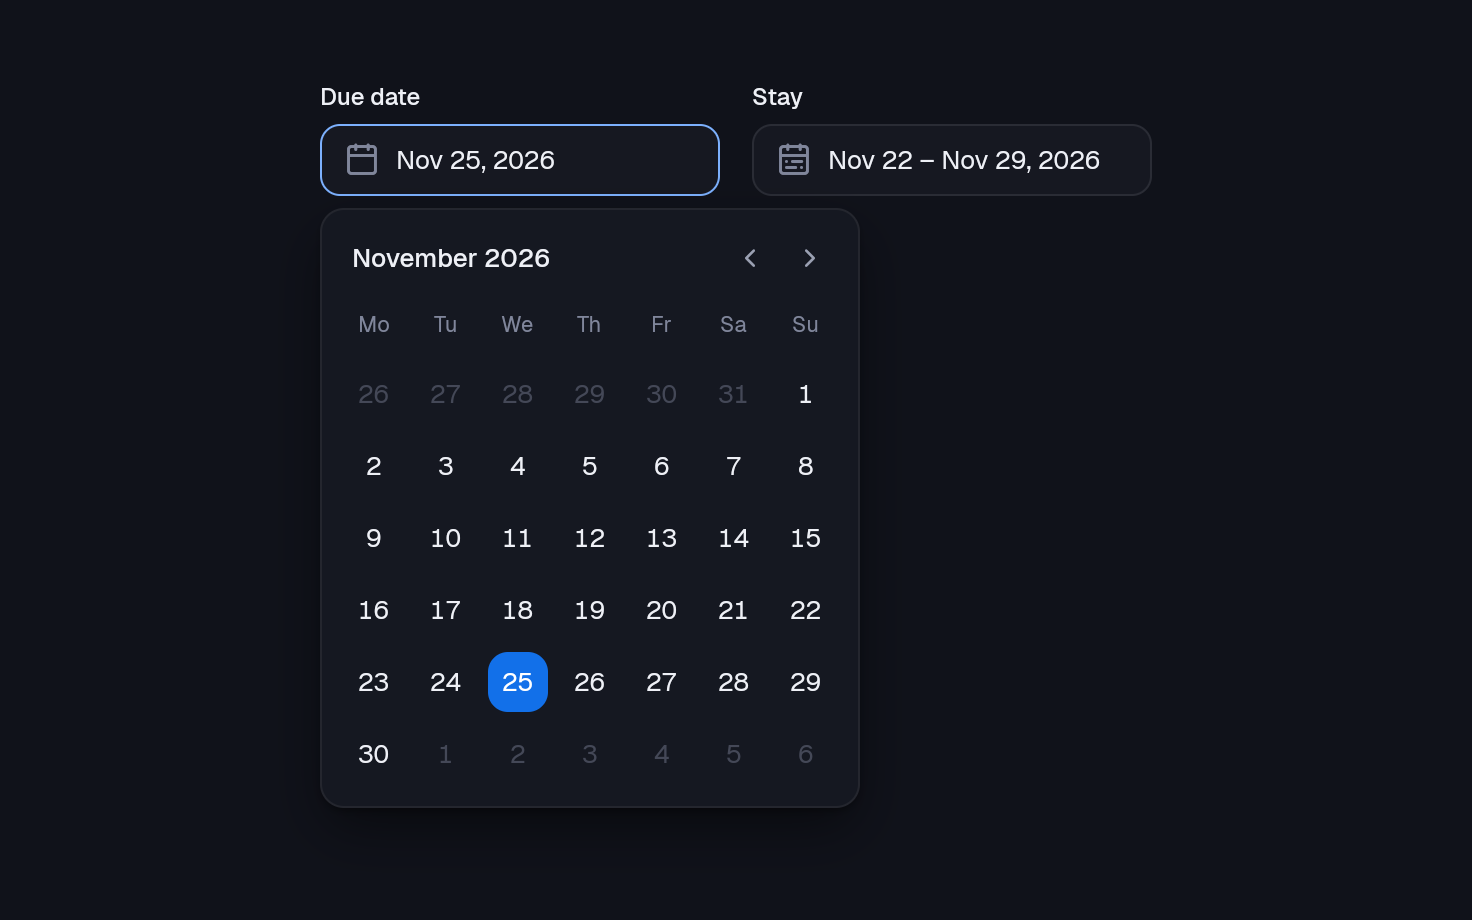 Due date
Stay
Nov 25, 2026
Nov 22 – Nov 29, 2026
November 2026
Mo Tu We Th Fr Sa Su
26 27 28 29 30 31 1
2 3 4 5 6 7 8
9 10 11 12 13 14 15
16 17 18 19 20 21 22
23 24 25 26 27 28 29
30 1 2 3 4 5 6